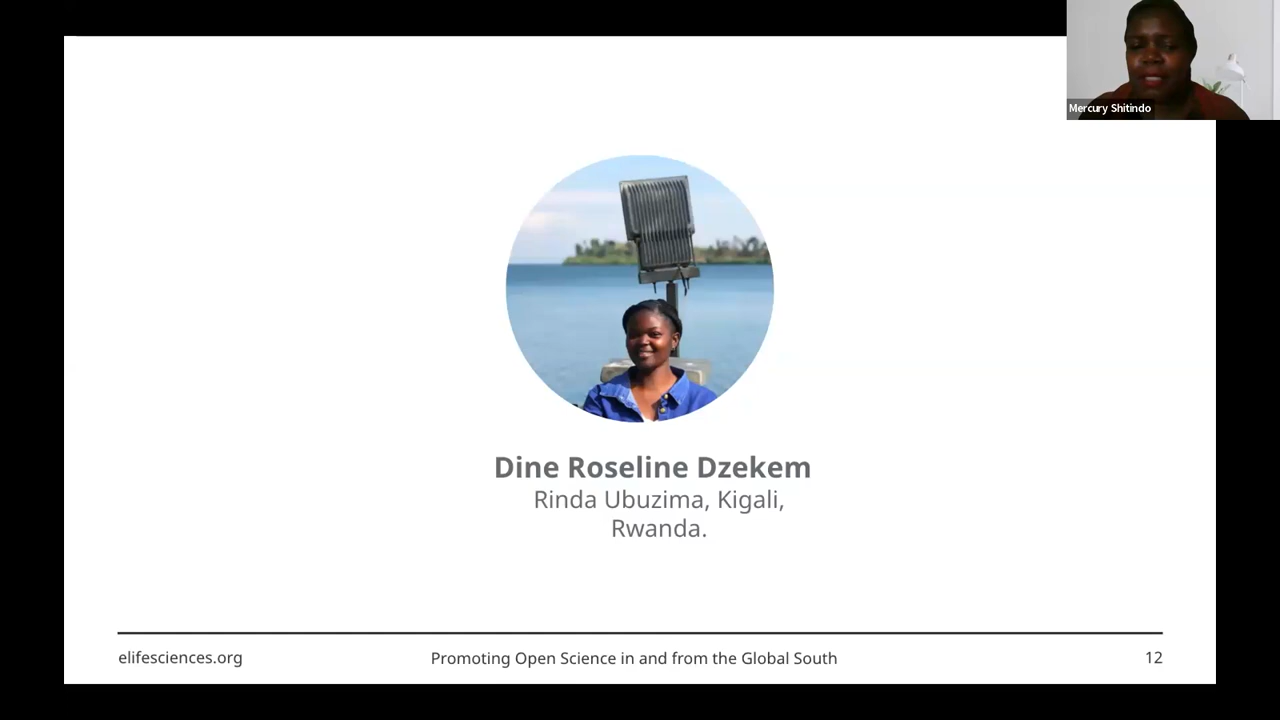 Mercury Shitindo
Dine Roseline Dzekem
Rinda Ubuzima, Kigali,
Rwanda.
elifesciences.org
Promoting Open Science in and from the Global South
12